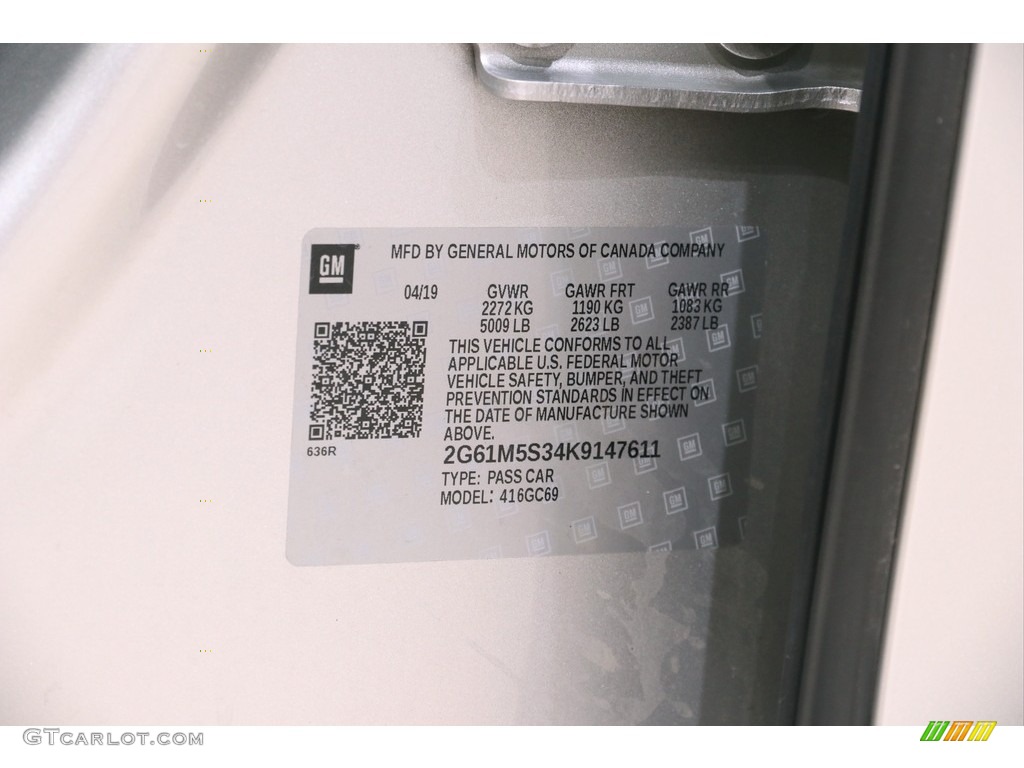 MFD BY GENERAL MOTORS OF CANADA COMPANY
GM
04/19 GVWR GAWR FRT GAWR RR
2272 KG 1190 KG 1083 KG
5009 LB 2623 LB 2387 LB
THIS VEHICLE CONFORMS TO ALL
APPLICABLE U.S. FEDERAL MOTOR
VEHICLE SAFETY, BUMPER, AND THEFT
PREVENTION STANDARDS IN EFFECT ON
THE DATE OF MANUFACTURE SHOWN
ABOVE.
636R
2G61M5S34K9147611
TYPE: PASS CAR
MODEL: 416GC69
GTCARLOT.COM